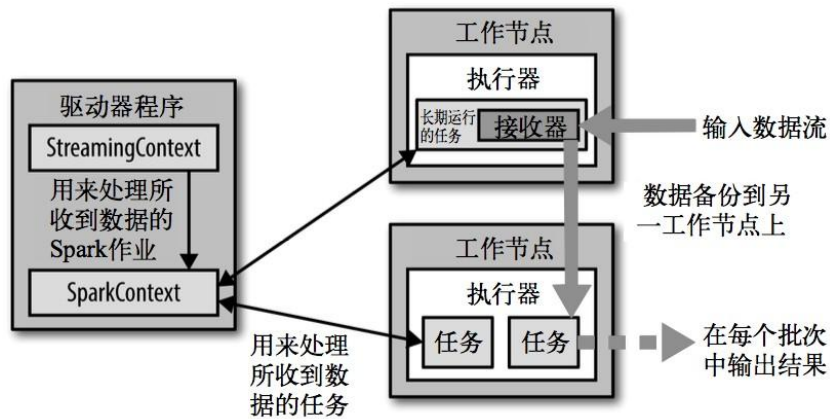 驱动器程序
StreamingContext
用来处理所
收到数据的
Spark作业
SparkContext
工作节点
执行器
长期运行
的任务
接收器
输入数据流
数据备份到另
一工作节点上
工作节点
执行器
任务
任务
用来处理
所收到数
据的任务
在每个批次
中输出结果